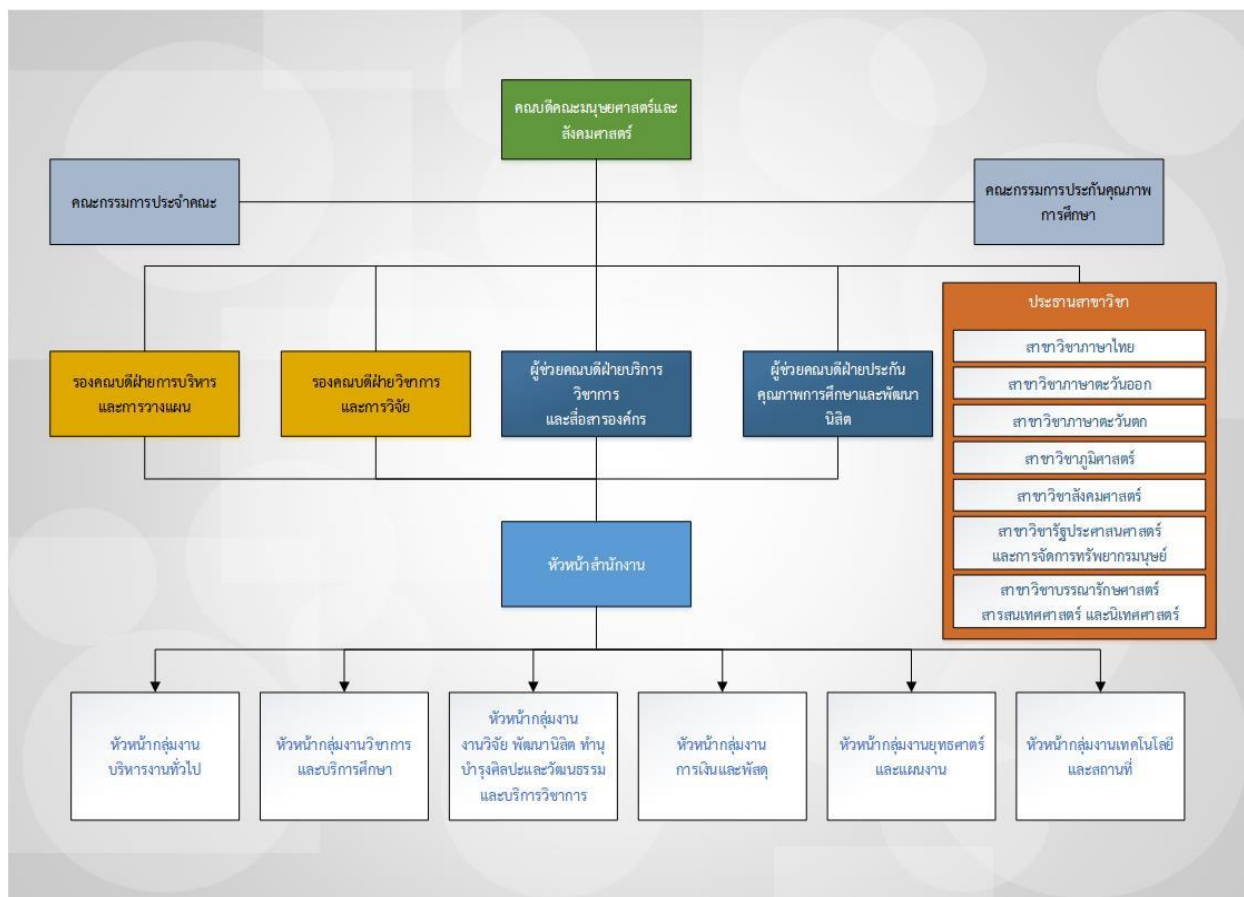 คณบดีคณะมนุษยศาสตร์และ
สังคมศาสตร์
คณะกรรมการประจำคณะ
คณะกรรมการประกันคุณภาพ
การศึกษา
รองคณบดีฝ่ายการบริหาร
และการวางแผน
รองคณบดีฝ่ายวิชาการ
และการวิจัย
ผู้ช่วยคณบดีฝ่ายบริการ
วิชาการ
และสื่อสารองค์กร
ผู้ช่วยคณบดีฝ่ายประกัน
คุณภาพการศึกษาและพัฒนา
นิสิต
ประธานสาขาวิชา
สาขาวิชาภาษาไทย
สาขาวิชาภาษาตะวันออก
สาขาวิชาภาษาตะวันตก
สาขาวิชาภูมิศาสตร์
สาขาวิชาสังคมศาสตร์
สาขาวิชารัฐประศาสนศาสตร์
และการจัดการทรัพยากรมนุษย์
สาขาวิชาบรรณารักษศาสตร์
สารสนเทศศาสตร์ และนิเทศศาสตร์
หัวหน้าสำนักงาน
หัวหน้ากลุ่มงาน
บริหารงานทั่วไป
หัวหน้ากลุ่มงานวิชาการ
และบริการศึกษา
หัวหน้ากลุ่มงาน
งานวิจัย พัฒนานิสิต ทำนุ
บำรุงศิลปะและวัฒนธรรม
และบริการวิชาการ
หัวหน้ากลุ่มงาน
การเงินและพัสดุ
หัวหน้ากลุ่มงานยุทธศาตร์
และแผนงาน
หัวหน้ากลุ่มงานเทคโนโลยี
และสถานที่